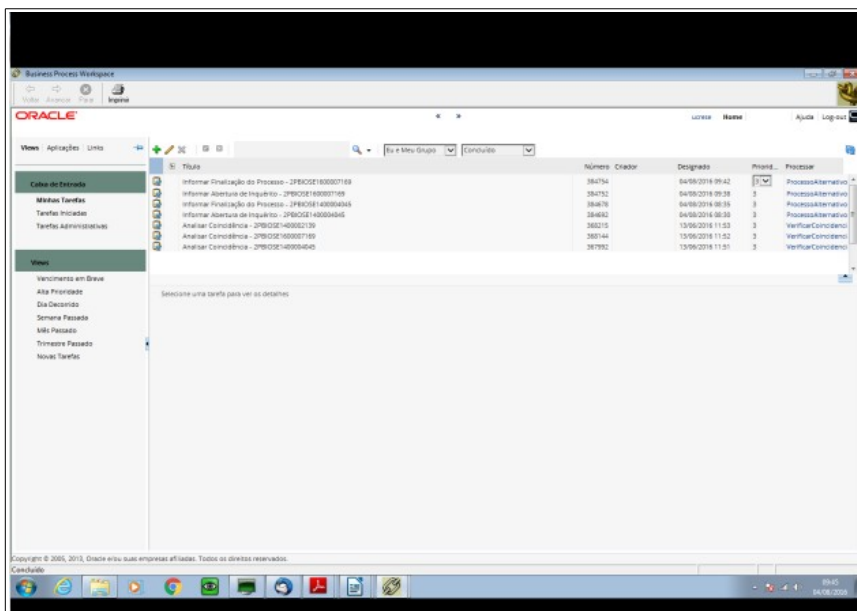 Business Process Workspace
Voltar Avancar Parar Imprimir
ORACLE
« »
Home Ajuda Log-out
Views Aplicações Links
Eu e Meu Grupo Concluído
Título Número Criador Designado Priorid... Processar
Caixa de Entrada
Minhas Tarefas
Tarefas Iniciadas
Tarefas Administrativas
Informar Finalização do Processo - 2PBIOSE1600007169 384754 04/08/2016 09:42 3 ProcessoAlternativo
Informar Abertura de Inquérito - 2PBIOSE1600007169 384752 04/08/2016 09:38 3 ProcessoAlternativo
Informar Finalização do Processo - 2PBIOSE1400004045 384678 04/08/2016 08:35 3 ProcessoAlternativo
Informar Abertura de Inquérito - 2PBIOSE1400004045 384692 04/08/2016 08:30 3 ProcessoAlternativo
Analisar Coincidência - 2PBIOSE1400002139 368215 13/06/2016 11:53 3 VerificarCoincidenci
Analisar Coincidência - 2PBIOSE1600007169 368144 13/06/2016 11:52 3 VerificarCoincidenci
Analisar Coincidência - 2PBIOSE1400004045 367992 13/06/2016 11:51 3 VerificarCoincidenci
Views
Vencimento em Breve
Alta Prioridade
Dia Decorrido
Semana Passada
Mês Passado
Trimestre Passado
Novas Tarefas
Selecione uma tarefa para ver os detalhes
Copyright © 2005, 2013, Oracle e/ou suas empresas afiliadas. Todos os direitos reservados.
Concluído
09:45
04/08/2016